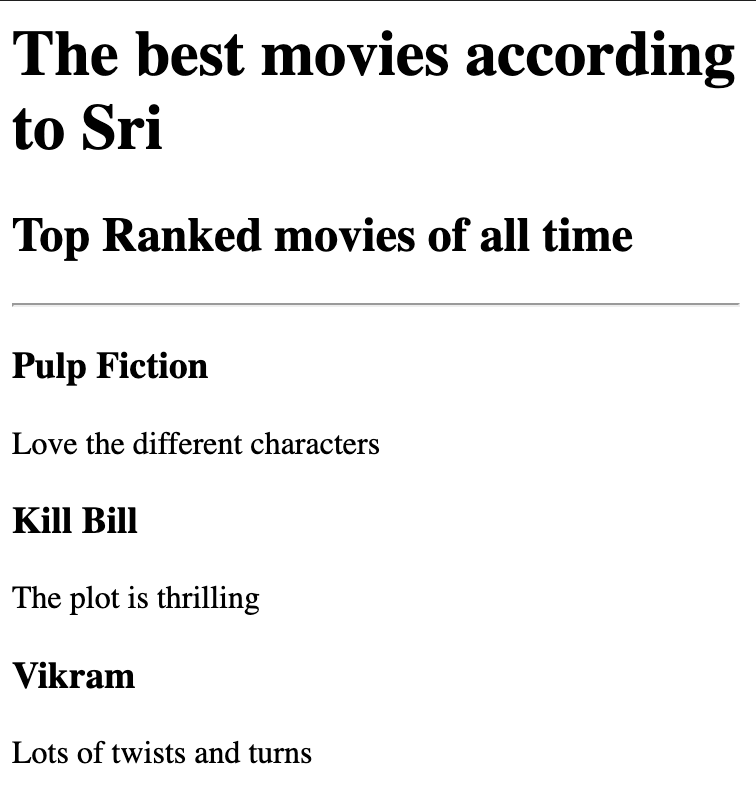 The best movies according
to Sri
Top Ranked movies of all time
Pulp Fiction
Love the different characters
Kill Bill
The plot is thrilling
Vikram
Lots of twists and turns